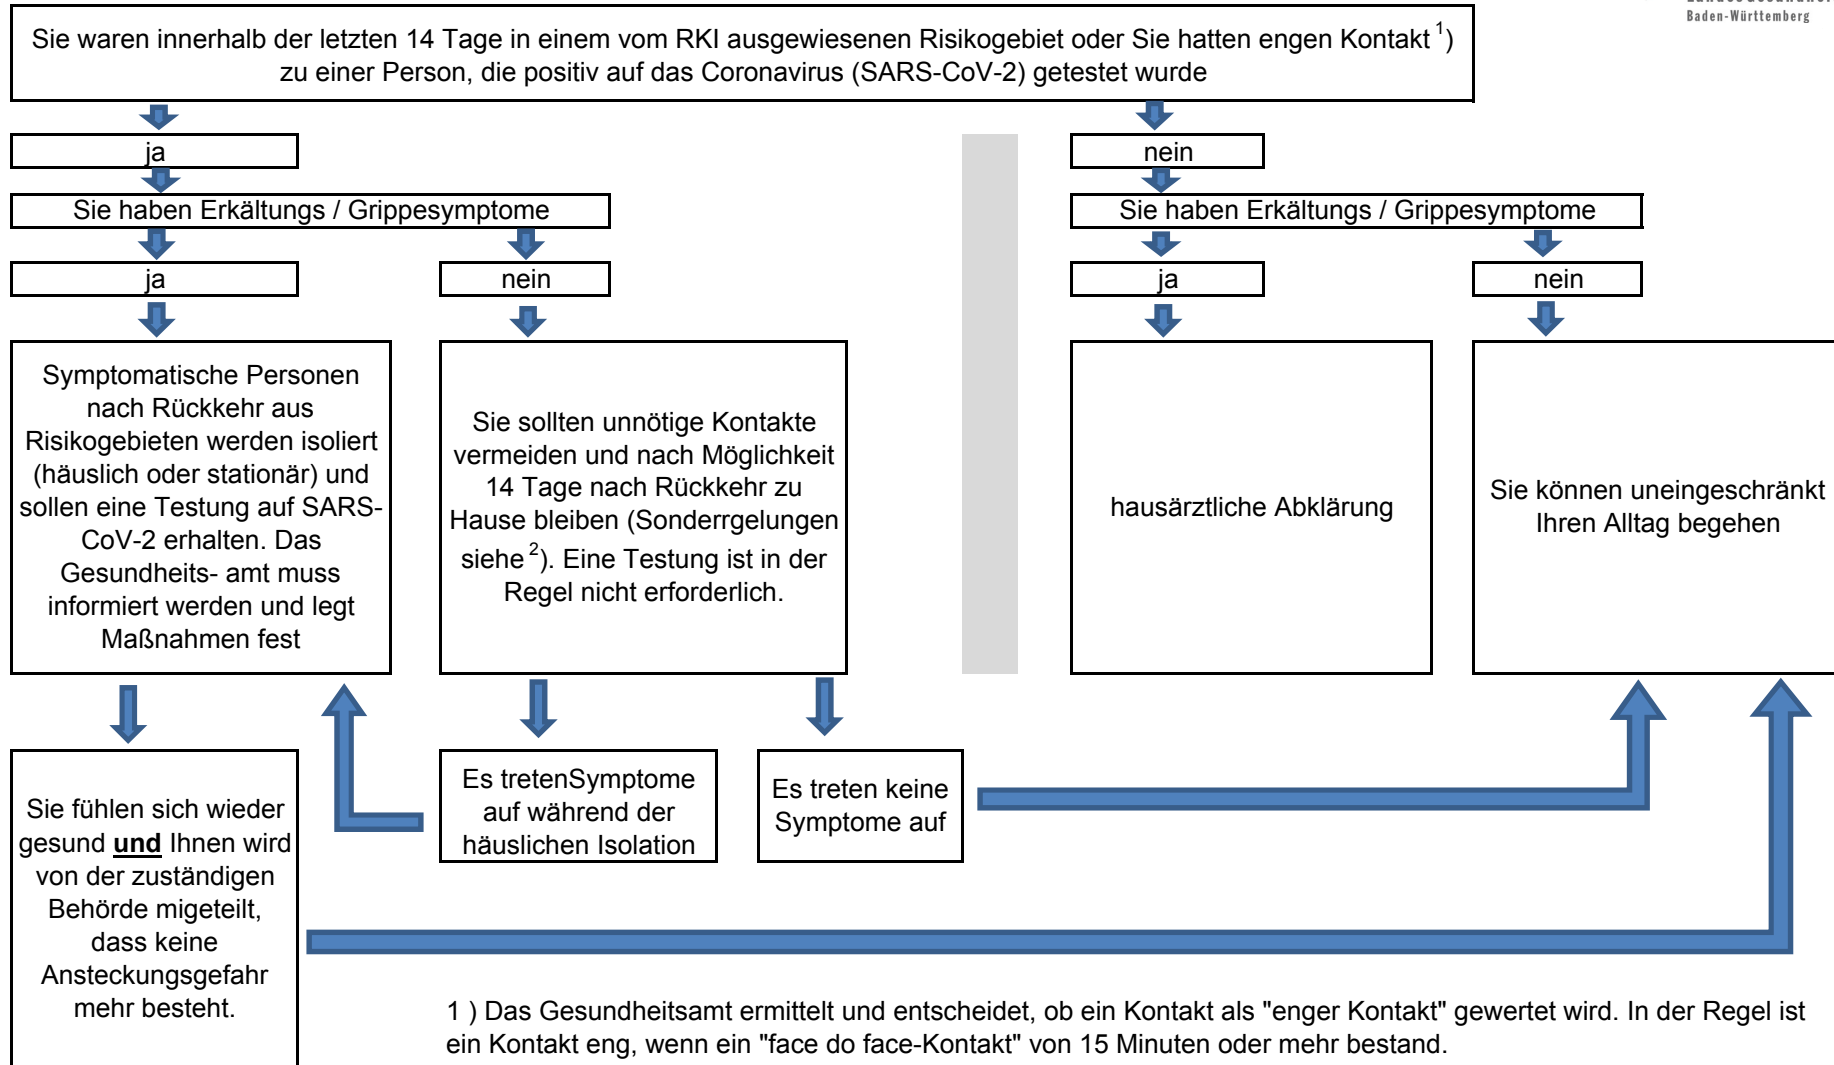 Baden-Württemberg
Sie waren innerhalb der letzten 14 Tage in einem vom RKI ausgewiesenen Risikogebiet oder Sie hatten engen Kontakt 1)
zu einer Person, die positiv auf das Coronavirus (SARS-CoV-2) getestet wurde
ja
nein
Sie haben Erkältungs / Grippesymptome
Sie haben Erkältungs / Grippesymptome
ja
nein
ja
nein
Symptomatische Personen
nach Rückkehr aus
Risikogebieten werden isoliert
(häuslich oder stationär) und
sollen eine Testung auf SARS-
CoV-2 erhalten. Das
Gesundheits- amt muss
informiert werden und legt
Maßnahmen fest
Sie sollten unnötige Kontakte
vermeiden und nach Möglichkeit
14 Tage nach Rückkehr zu
Hause bleiben (Sonderrgelungen
siehe 2). Eine Testung ist in der
Regel nicht erforderlich.
hausärztliche Abklärung
Sie können uneingeschränkt
Ihren Alltag begehen
Sie fühlen sich wieder
gesund und Ihnen wird
von der zuständigen
Behörde migeteilt,
dass keine
Ansteckungsgefahr
mehr besteht.
Es tretenSymptome
auf während der
häuslichen Isolation
Es treten keine
Symptome auf
1 ) Das Gesundheitsamt ermittelt und entscheidet, ob ein Kontakt als "enger Kontakt" gewertet wird. In der Regel ist
ein Kontakt eng, wenn ein "face do face-Kontakt" von 15 Minuten oder mehr bestand.